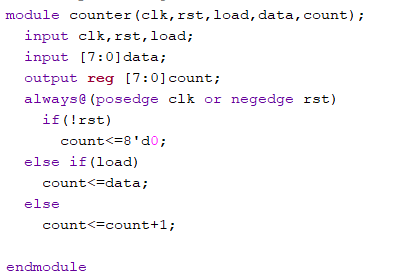 module counter(clk,rst,load,data,count);
  input clk,rst,load;
  input [7:0]data;
  output reg [7:0]count;
  always@(posedge clk or negedge rst)
    if(!rst)
      count<=8'd0;
  else if(load)
    count<=data;
  else
    count<=count+1;

endmodule